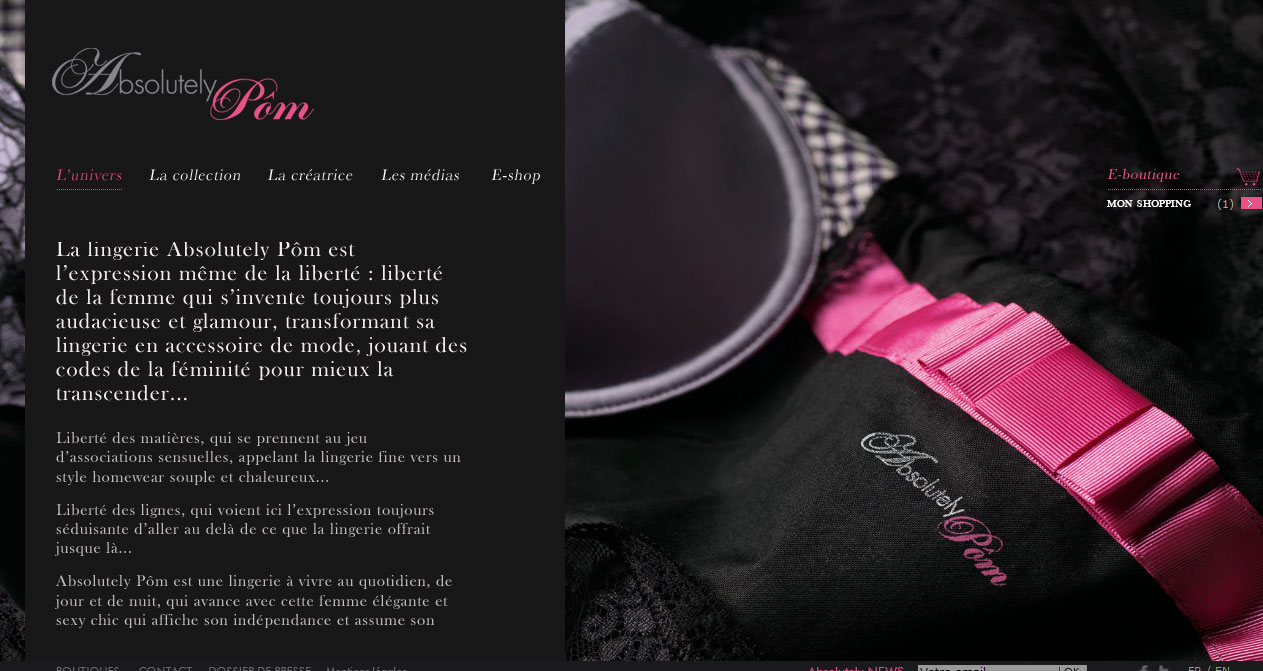 Absolutely Pôm
L'univers La collection La créatrice Les médias E-shop
E-boutique
MON SHOPPING (1)
La lingerie Absolutely Pôm est
l'expression même de la liberté : liberté
de la femme qui s'invente toujours plus
audacieuse et glamour, transformant sa
lingerie en accessoire de mode, jouant des
codes de la féminité pour mieux la
transcender...
Liberté des matières, qui se prennent au jeu
d'associations sensuelles, appelant la lingerie fine vers un
style homewear souple et chaleureux...
Liberté des lignes, qui voient ici l'expression toujours
séduisante d'aller au delà de ce que la lingerie offrait
jusque là...
Absolutely Pôm est une lingerie à vivre au quotidien, de
jour et de nuit, qui avance avec cette femme élégante et
sexy chic qui affiche son indépendance et assume son
Absolutely Pôm
BOUTIQUES CONTACT DOSSIER DE PRESSE Mentions légales
Absolutely NEWS Votre email OK FR / EN